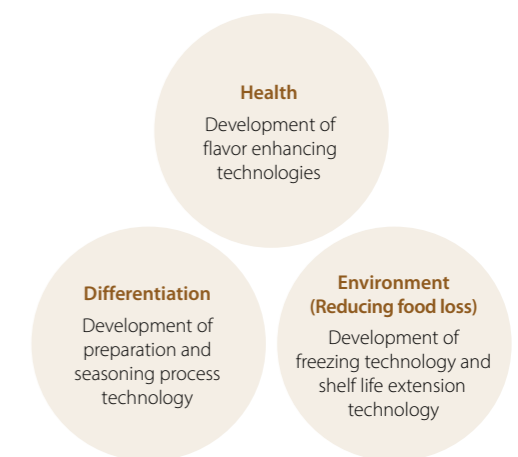 Health
Development of
flavor enhancing
technologies
Differentiation
Development of
preparation and
seasoning process
technology
Environment
(Reducing food loss)
Development of
freezing technology and
shelf life extension
technology